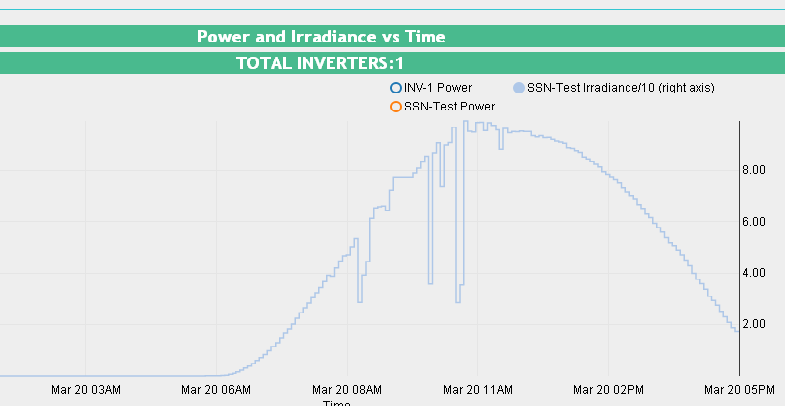 Power and Irradiance vs Time
TOTAL INVERTERS:1
INV-1 Power
SSN-Test Irradiance/10 (right axis)
SSN-Test Power
8.00
6.00
4.00
2.00
Mar 20 03AM
Mar 20 06AM
Mar 20 08AM
Mar 20 11AM
Mar 20 02PM
Mar 20 05PM
Time